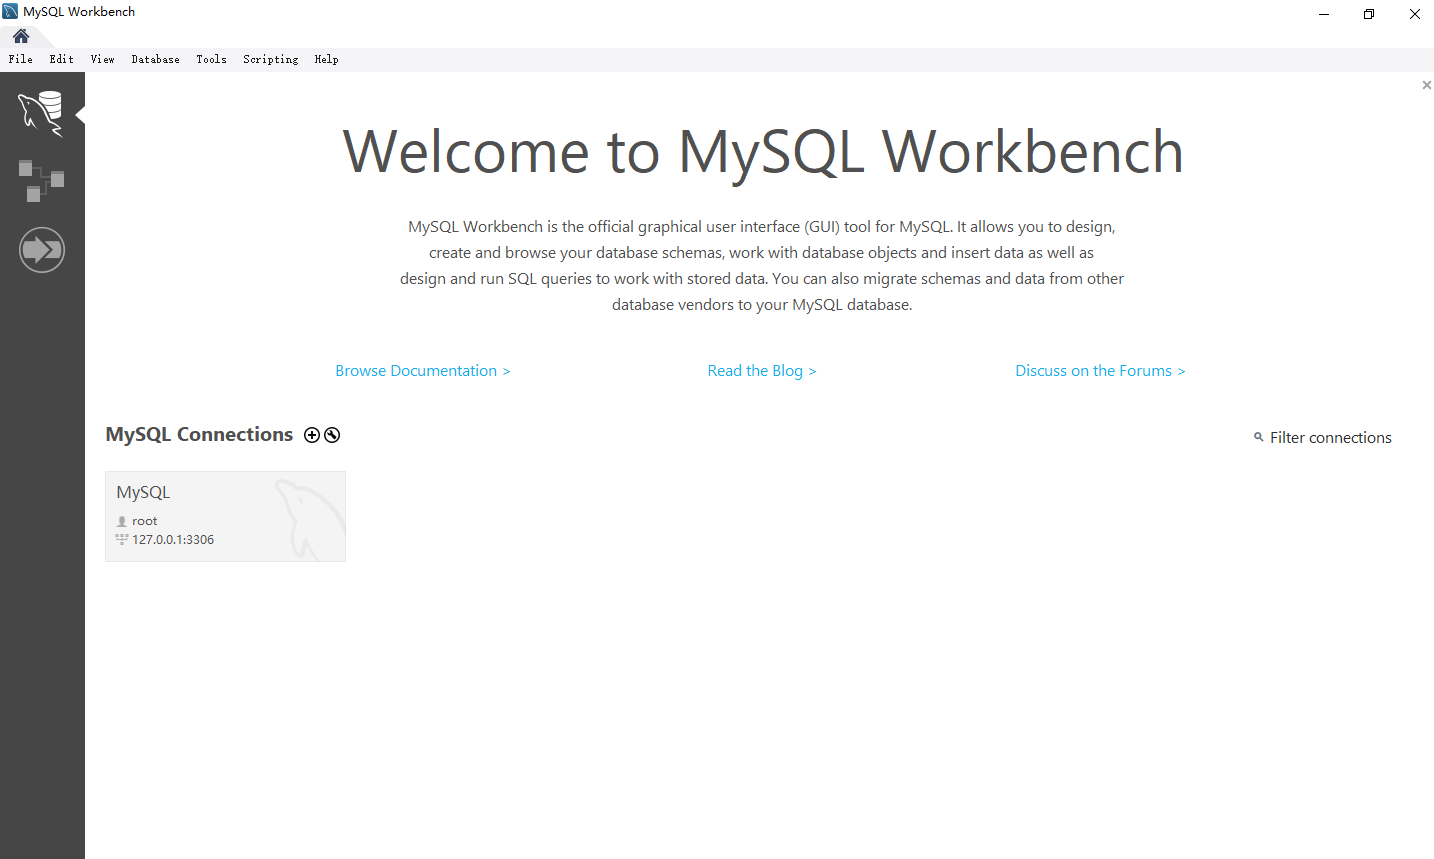 MySQL Workbench
File Edit View Database Tools Scripting Help
Welcome to MySQL Workbench
MySQL Workbench is the official graphical user interface (GUI) tool for MySQL. It allows you to design,
create and browse your database schemas, work with database objects and insert data as well as
design and run SQL queries to work with stored data. You can also migrate schemas and data from other
database vendors to your MySQL database.
Browse Documentation > Read the Blog > Discuss on the Forums >
MySQL Connections Filter connections
MySQL
root
127.0.0.1:3306